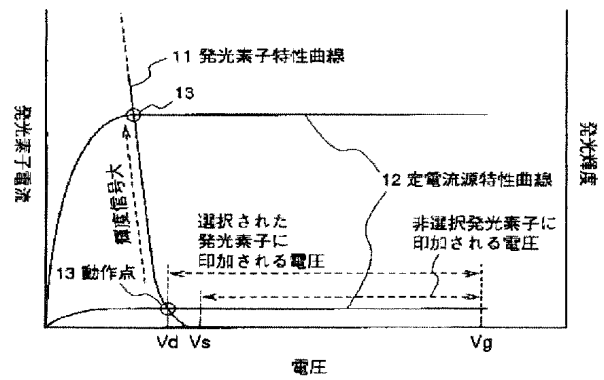 11 発光素子特性曲線
13
発光素子電流
発光輝度
輝度信号大
12 定電流源特性曲線
選択された
発光素子に
印加される電圧
非選択発光素子に
印加される電圧
13 動作点
Vd
Vs
Vg
電圧